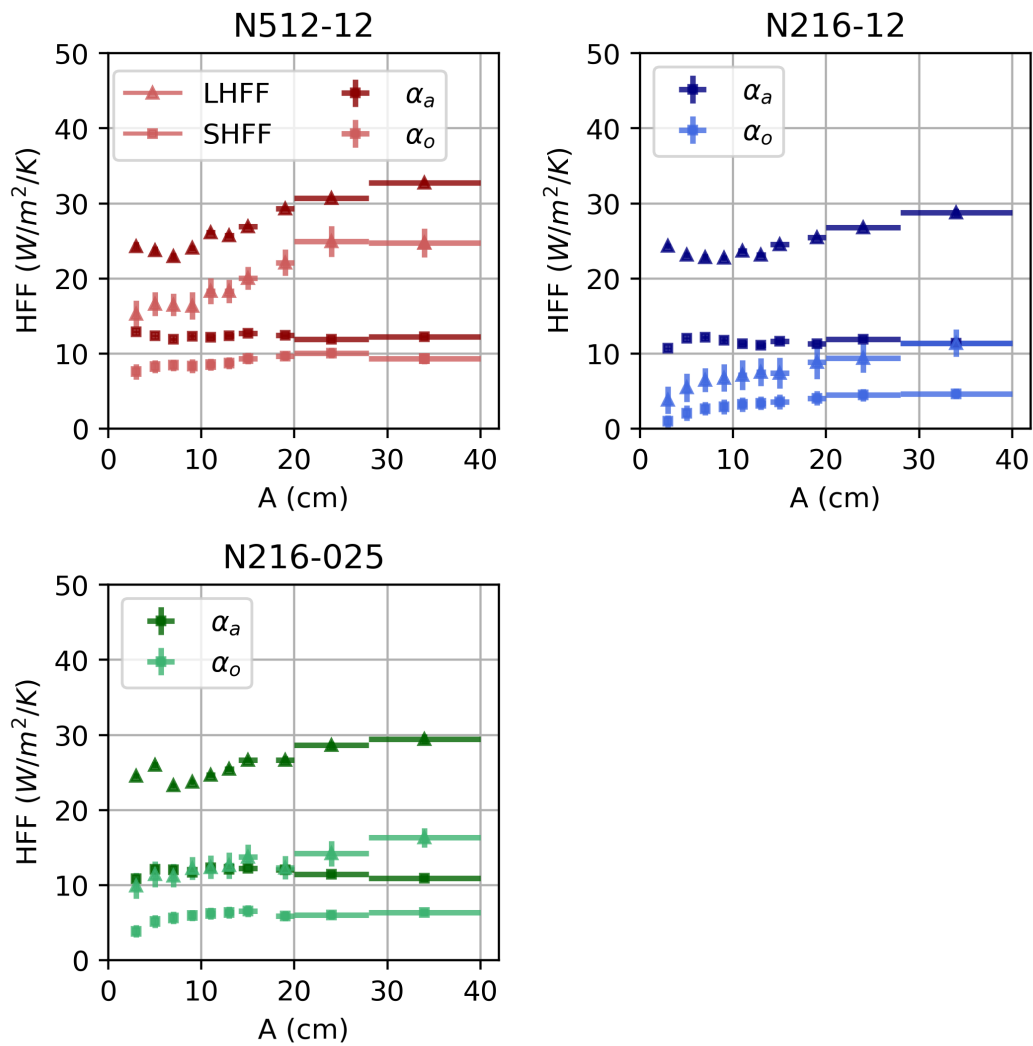 N512-12
50
40
30
20
10
0
HFF (W/m²/K)
LHFF
SHFF
αₐ
αₒ
0 10 20 30 40
A (cm)
N216-12
50
40
30
20
10
0
HFF (W/m²/K)
αₐ
αₒ
0 10 20 30 40
A (cm)
N216-025
50
40
30
20
10
0
HFF (W/m²/K)
αₐ
αₒ
0 10 20 30 40
A (cm)